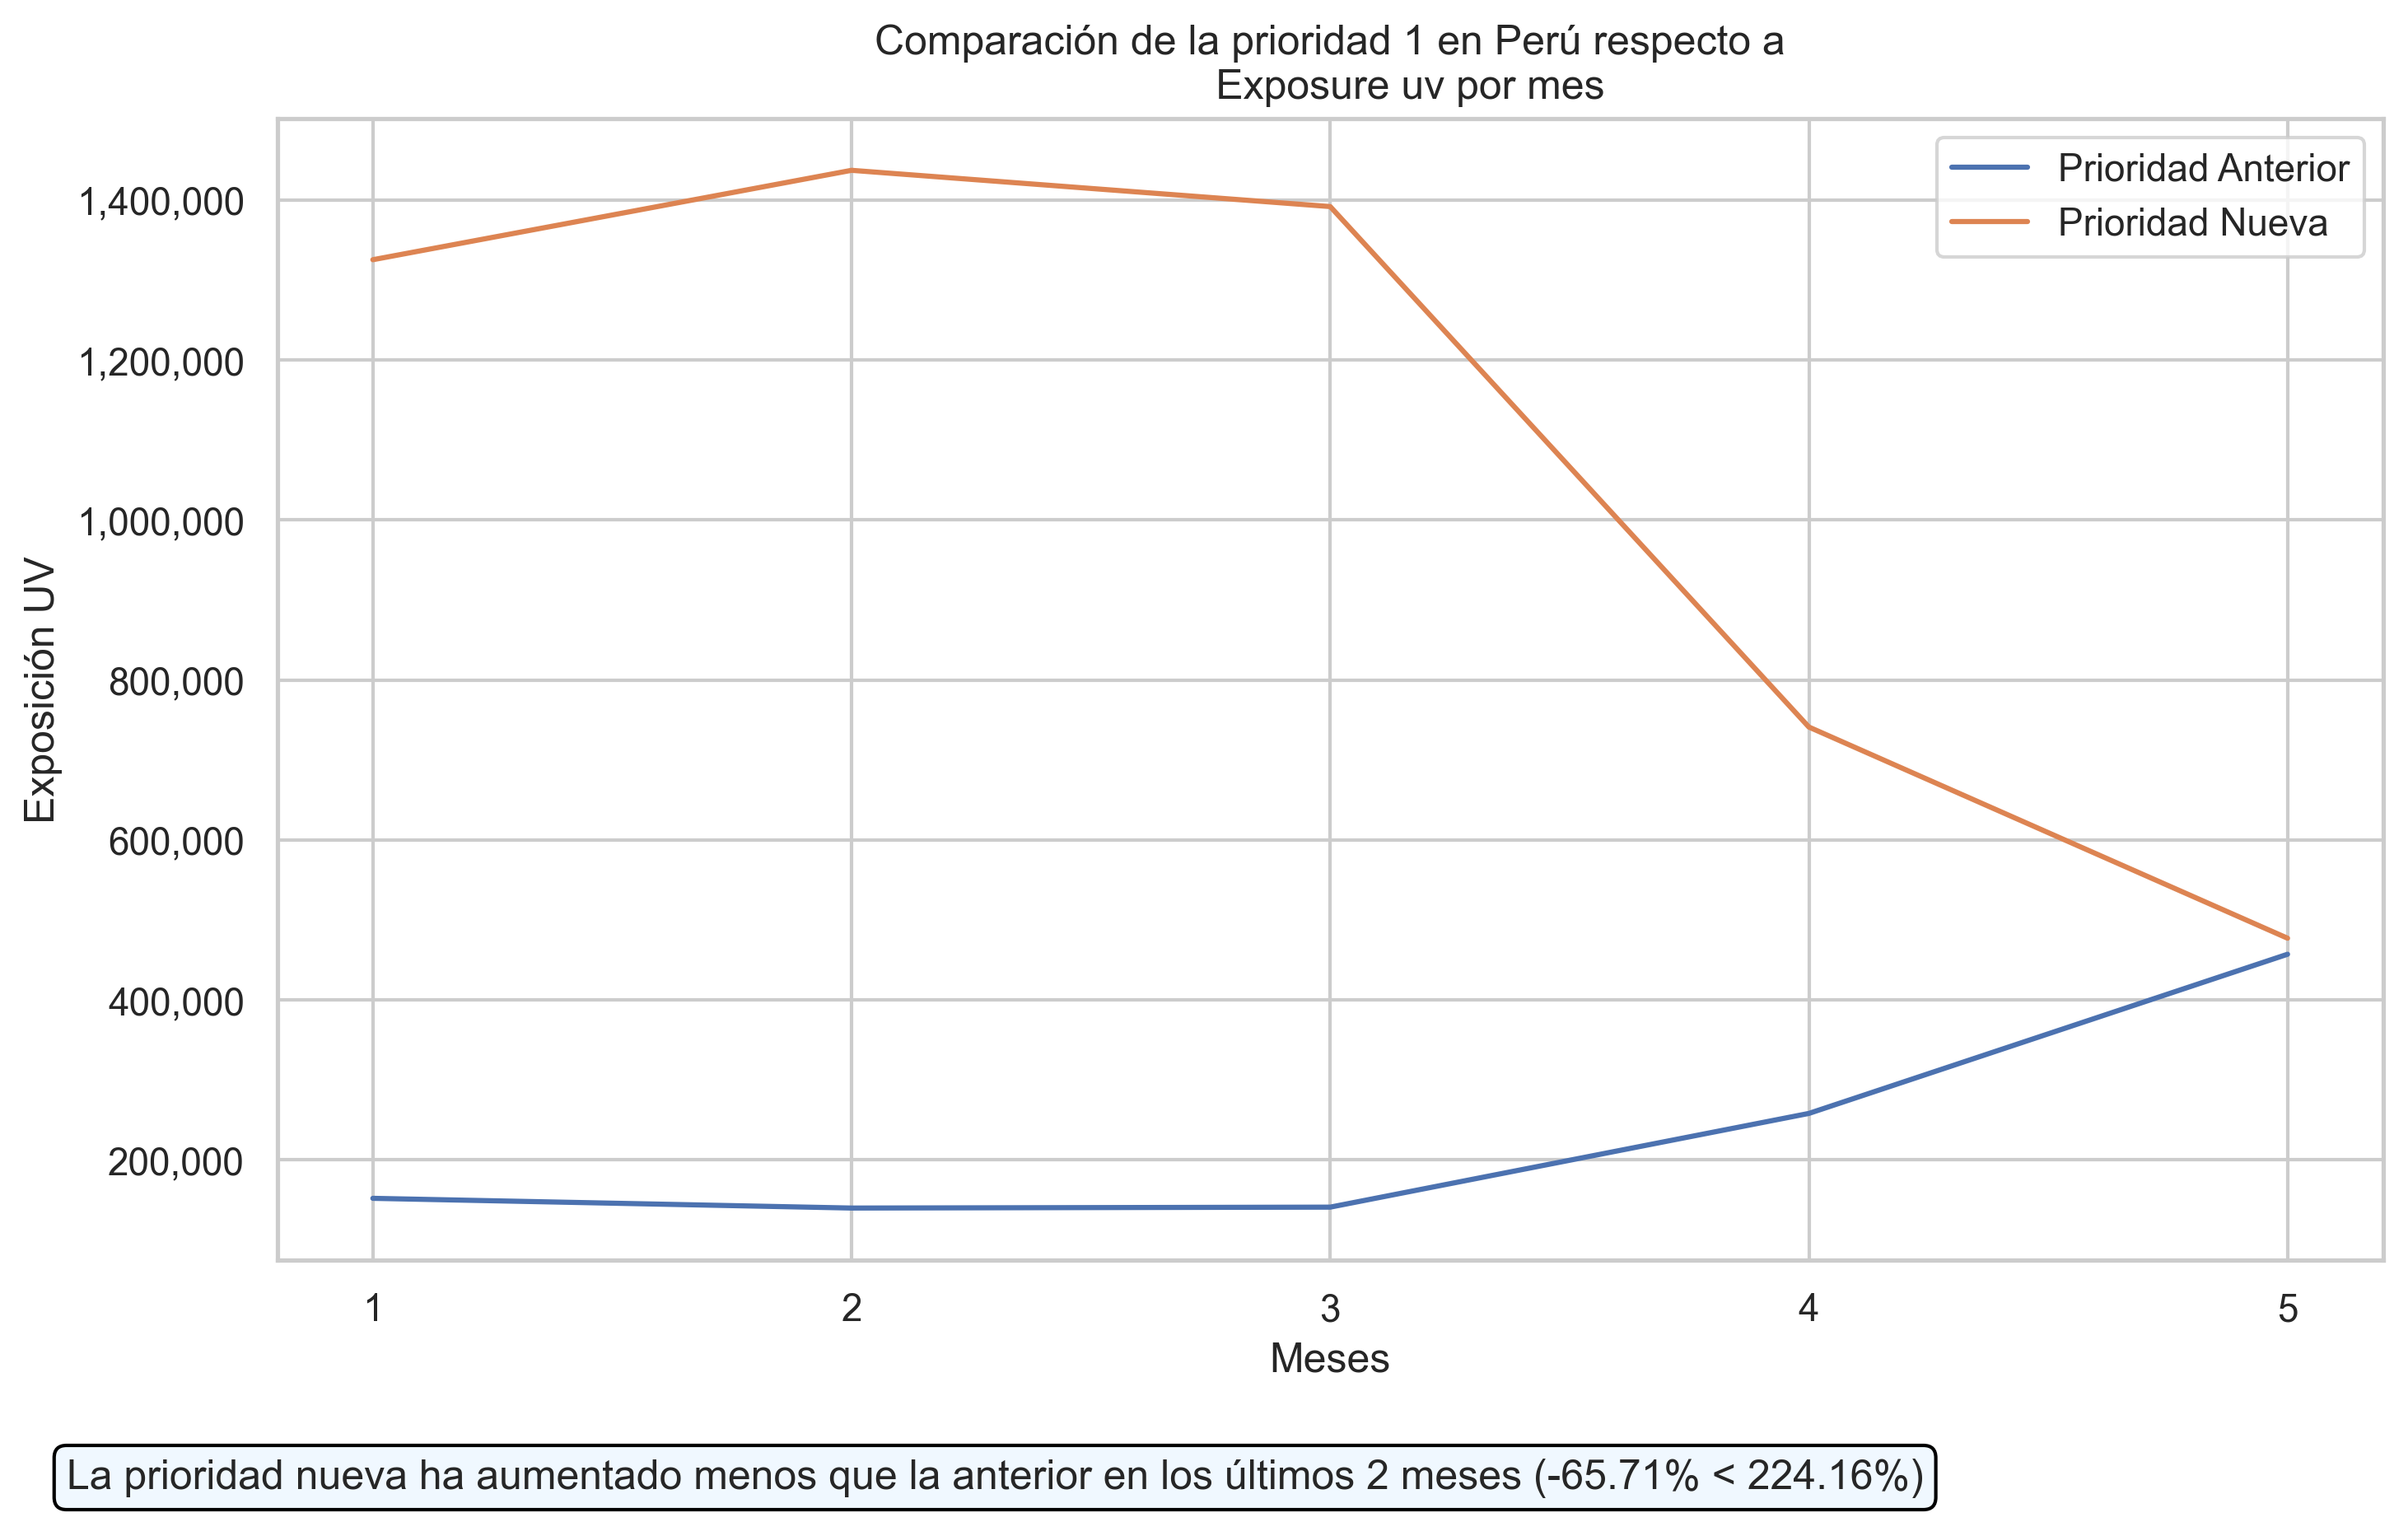 Comparación de la prioridad 1 en Perú respecto a
Exposure uv por mes
Prioridad Anterior
Prioridad Nueva
1,400,000
1,200,000
1,000,000
800,000
600,000
400,000
200,000
Exposición UV
1 2 3 4 5
Meses
La prioridad nueva ha aumentado menos que la anterior en los últimos 2 meses (-65.71% < 224.16%)